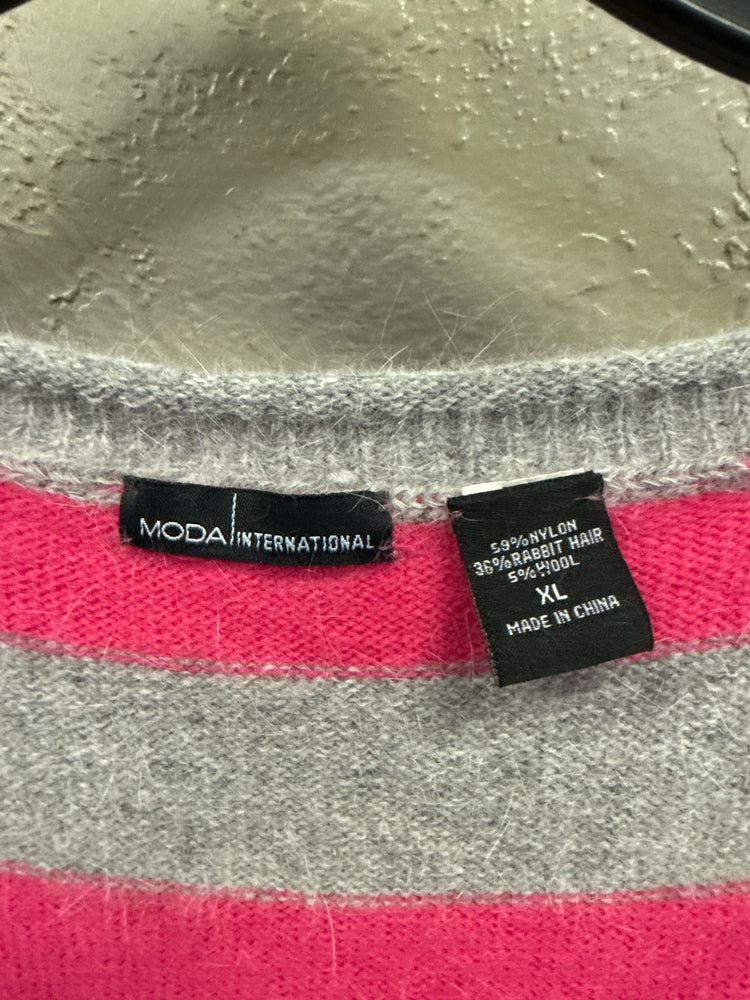 MODA INTERNATIONAL
59% NYLON
36% RABBIT HAIR
5% WOOL
XL
MADE IN CHINA